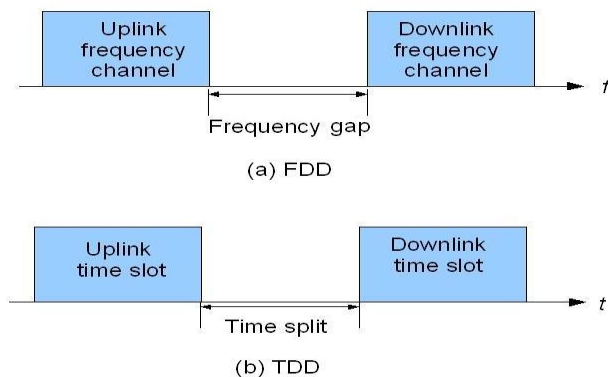 Uplink
frequency
channel
Downlink
frequency
channel
f
Frequency gap
(a) FDD
Uplink
time slot
Downlink
time slot
t
Time split
(b) TDD